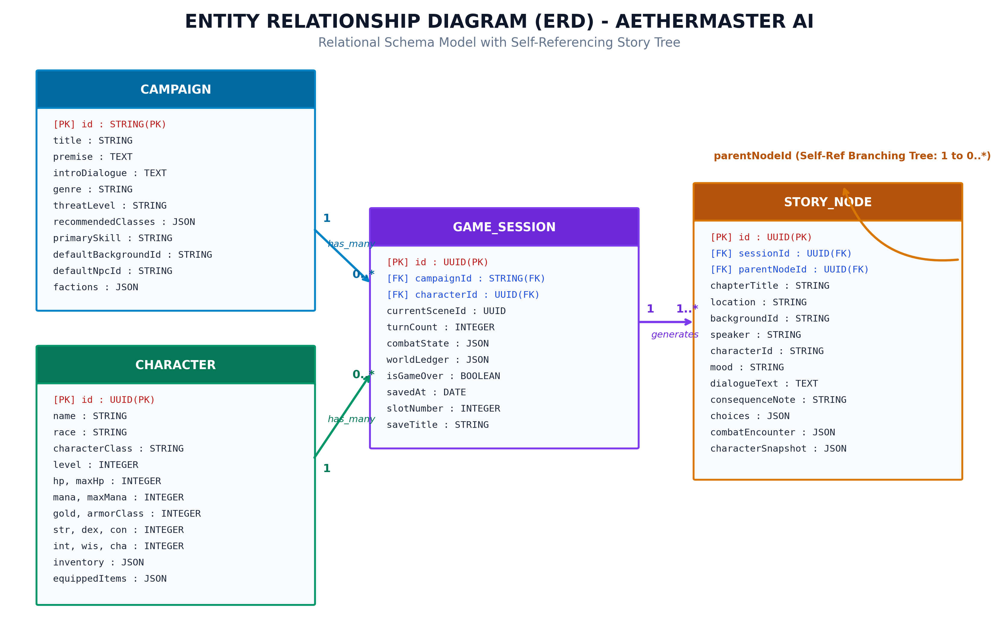 ENTITY RELATIONSHIP DIAGRAM (ERD) - AETHERMASTER AI
Relational Schema Model with Self-Referencing Story Tree
CAMPAIGN
[PK] id : STRING(PK)
title : STRING
premise : TEXT
introDialogue : TEXT
genre : STRING
threatLevel : STRING
recommendedClasses : JSON
primarySkill : STRING
defaultBackgroundId : STRING
defaultNpcId : STRING
factions : JSON
1
has_many
0..*
CHARACTER
[PK] id : UUID(PK)
name : STRING
race : STRING
characterClass : STRING
level : INTEGER
hp, maxHp : INTEGER
mana, maxMana : INTEGER
gold, armorClass : INTEGER
str, dex, con : INTEGER
int, wis, cha : INTEGER
inventory : JSON
equippedItems : JSON
0..*
has_many
1
GAME_SESSION
[PK] id : UUID(PK)
[FK] campaignId : STRING(FK)
[FK] characterId : UUID(FK)
currentSceneId : UUID
turnCount : INTEGER
combatState : JSON
worldLedger : JSON
isGameOver : BOOLEAN
savedAt : DATE
slotNumber : INTEGER
saveTitle : STRING
1 1..*
generates
parentNodeId (Self-Ref Branching Tree: 1 to 0..*)
STORY_NODE
[PK] id : UUID(PK)
[FK] sessionId : UUID(FK)
[FK] parentNodeId : UUID(FK)
chapterTitle : STRING
location : STRING
backgroundId : STRING
speaker : STRING
characterId : STRING
mood : STRING
dialogueText : TEXT
consequenceNote : STRING
choices : JSON
combatEncounter : JSON
characterSnapshot : JSON